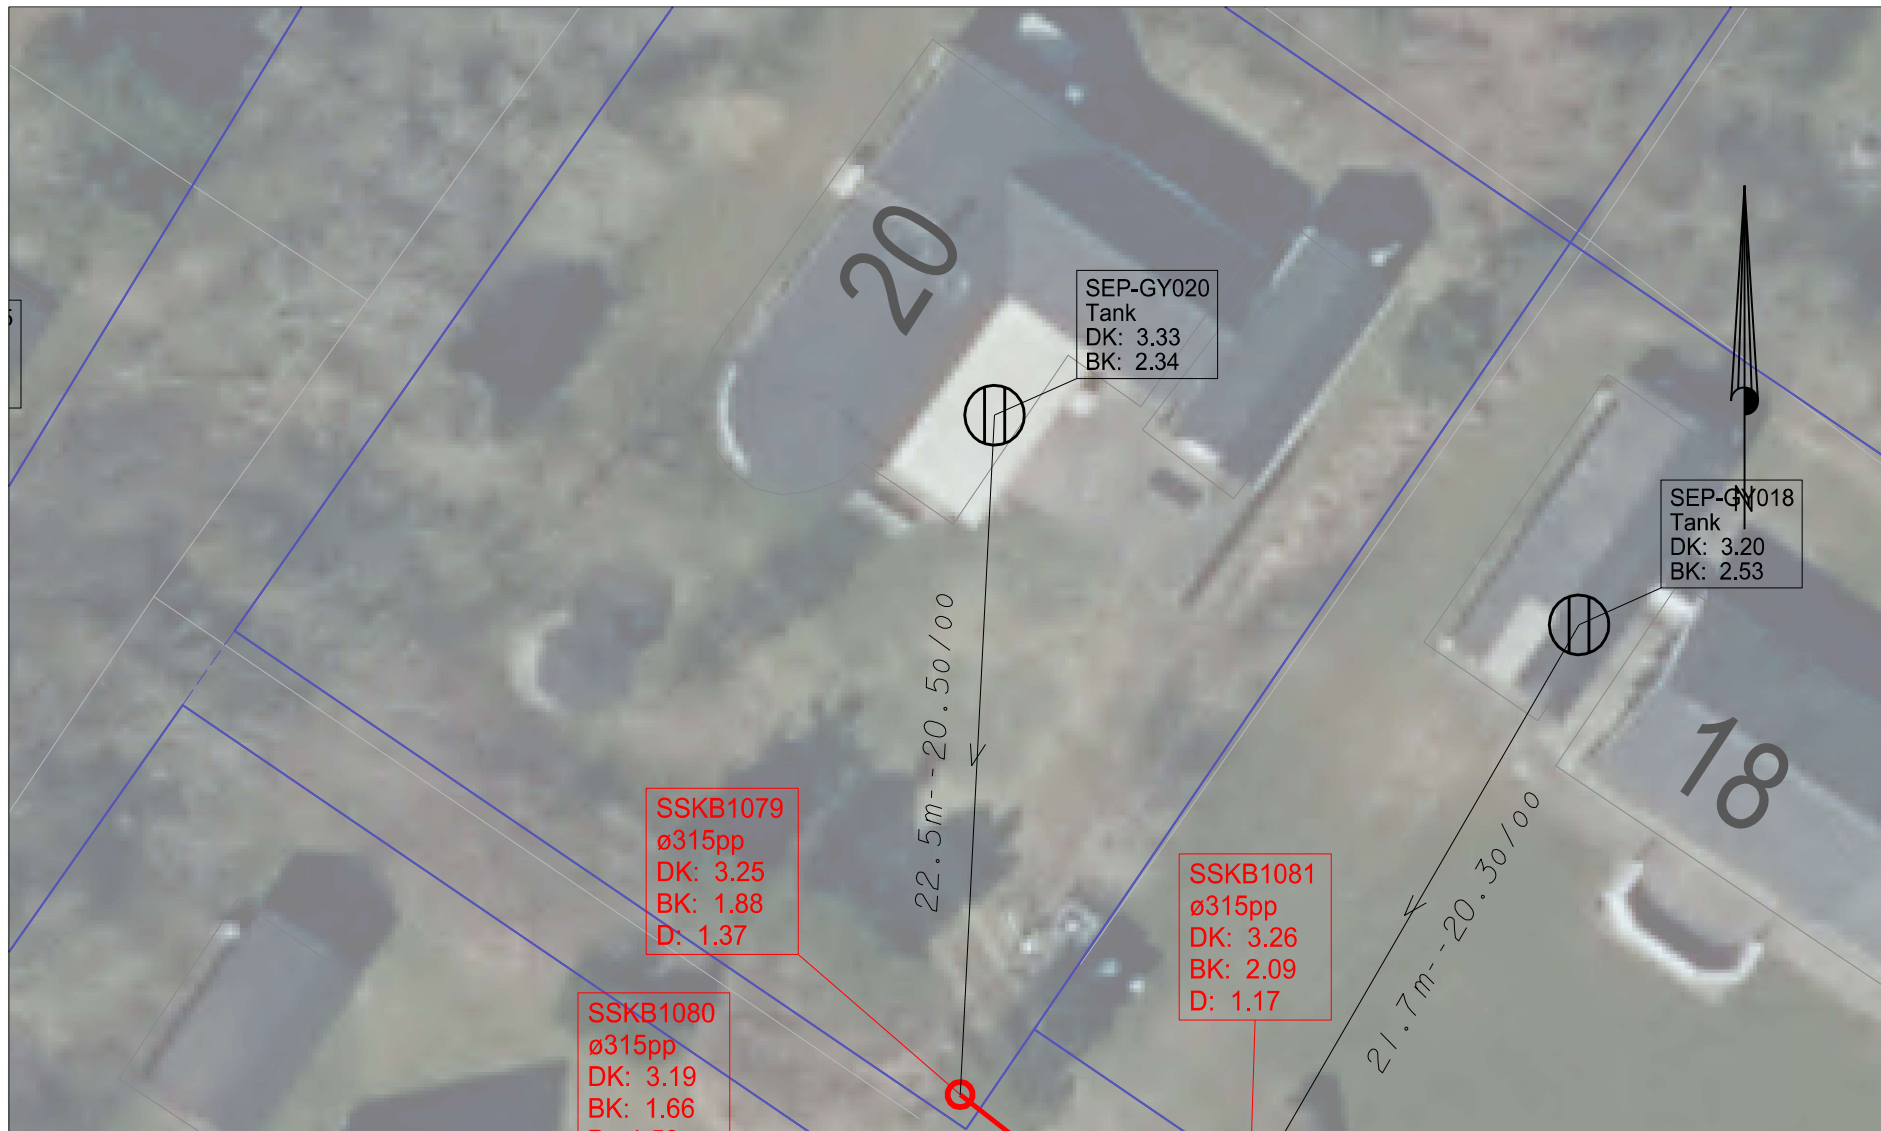 20
SEP-GY020
Tank
DK: 3.33
BK: 2.34
SEP-GY018
Tank
DK: 3.20
BK: 2.53
N
18
22.5m--20.5o/oo
21.7m--20.3o/oo
SSKB1079
ø315pp
DK: 3.25
BK: 1.88
D: 1.37
SSKB1081
ø315pp
DK: 3.26
BK: 2.09
D: 1.17
SSKB1080
ø315pp
DK: 3.19
BK: 1.66